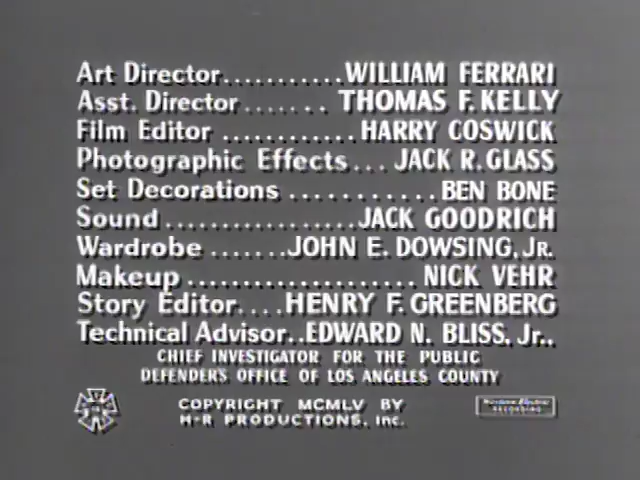 Art Director...........WILLIAM FERRARI
Asst. Director.......THOMAS F. KELLY
Film Editor ............HARRY COSWICK
Photographic Effects...JACK R. GLASS
Set Decorations ...........BEN BONE
Sound.................JACK GOODRICH
Wardrobe .......JOHN E. DOWSING, Jr.
Makeup....................NICK VEHR
Story Editor....HENRY F. GREENBERG
Technical Advisor..EDWARD N. BLISS, Jr.,
CHIEF INVESTIGATOR FOR THE PUBLIC
DEFENDER'S OFFICE OF LOS ANGELES COUNTY
COPYRIGHT MCMLV BY
H-R PRODUCTIONS, Inc.
RECORDING